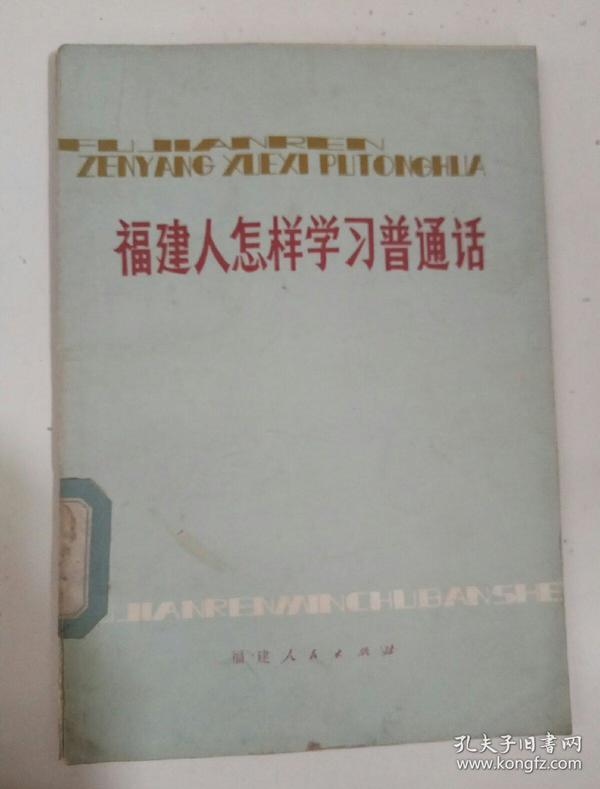 FUJIANREN
ZENYANG XUEXI PUTONGHUA
福建人怎样学习普通话
FUJIANRENMINCHUBANSHE
福建人民出版社
孔夫子旧书网
www.kongfz.com